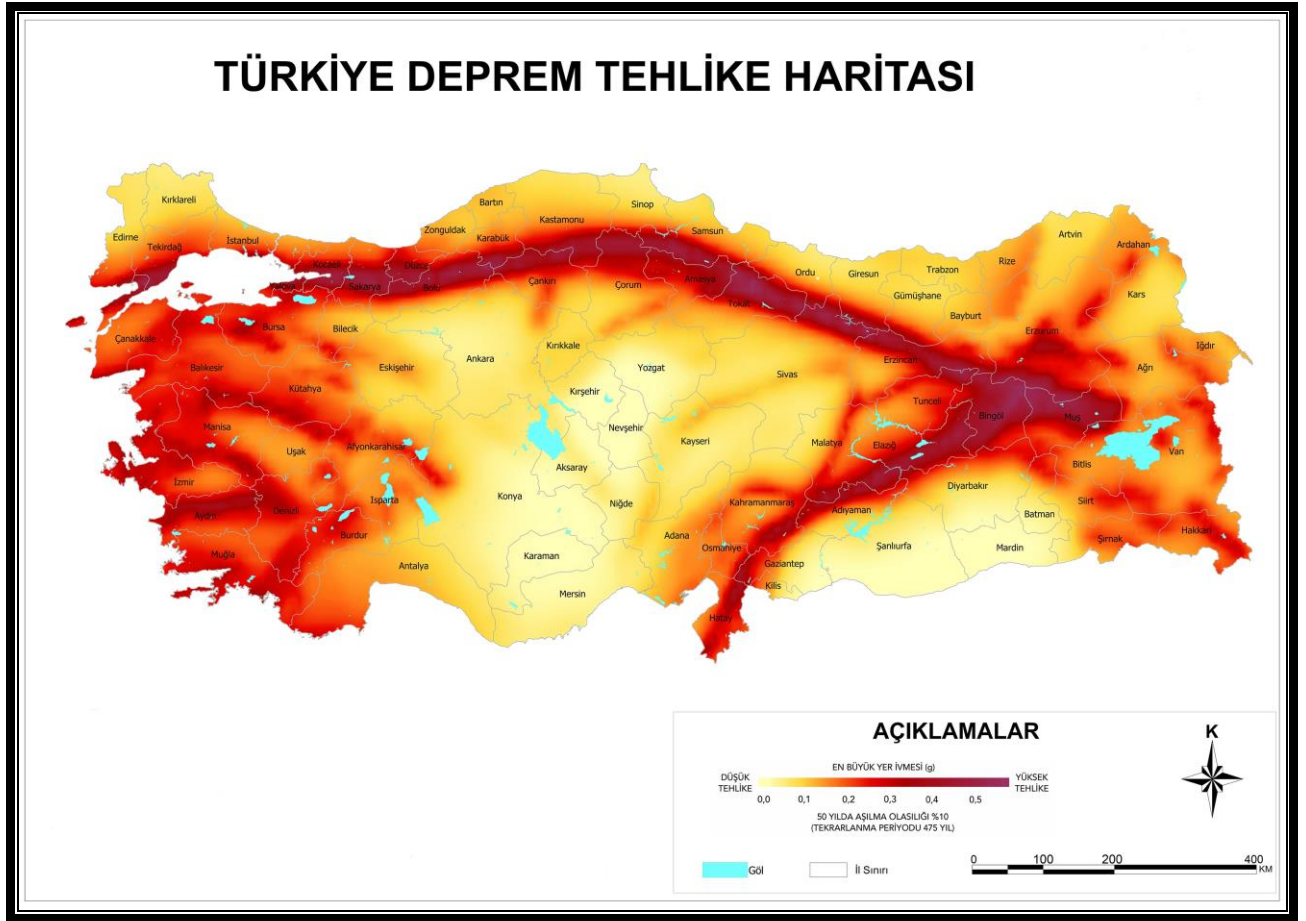 TÜRKİYE DEPREM TEHLİKE HARİTASI
Kırklareli
Edirne
Tekirdağ
İstanbul
Kocaeli
Yalova
Sakarya
Düzce
Bolu
Zonguldak
Bartın
Karabük
Kastamonu
Sinop
Samsun
Çankırı
Çorum
Amasya
Tokat
Ordu
Giresun
Trabzon
Rize
Artvin
Ardahan
Kars
Gümüşhane
Bayburt
Erzurum
Iğdır
Ağrı
Erzincan
Çanakkale
Bursa
Bilecik
Balıkesir
Kütahya
Eskişehir
Ankara
Kırıkkale
Yozgat
Kırşehir
Sivas
Tunceli
Bingöl
Muş
Manisa
Uşak
Afyonkarahisar
Nevşehir
Kayseri
Malatya
Elazığ
Bitlis
Van
İzmir
Aydın
Denizli
Isparta
Burdur
Konya
Aksaray
Niğde
Kahramanmaraş
Adıyaman
Diyarbakır
Batman
Siirt
Şırnak
Hakkari
Muğla
Antalya
Karaman
Mersin
Adana
Osmaniye
Gaziantep
Kilis
Hatay
Şanlıurfa
Mardin
AÇIKLAMALAR
K
EN BÜYÜK YER İVMESİ (g)
DÜŞÜK
TEHLİKE
YÜKSEK
TEHLİKE
0,0 0,1 0,2 0,3 0,4 0,5
50 YILDA AŞILMA OLASILIĞI %10
(TEKRARLANMA PERİYODU 475 YIL)
Göl
İl Sınırı
0 100 200 400
KM